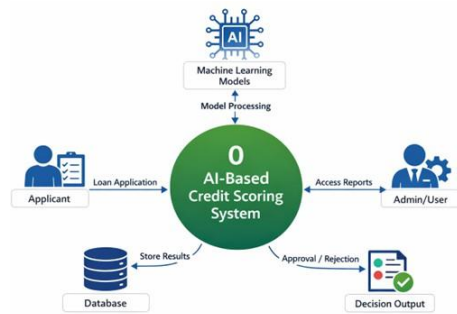 AI
Machine Learning
Models
Model Processing
0
AI-Based
Credit Scoring
System
Loan Application
Applicant
Access Reports
Admin/User
Store Results
Database
Approval / Rejection
Decision Output